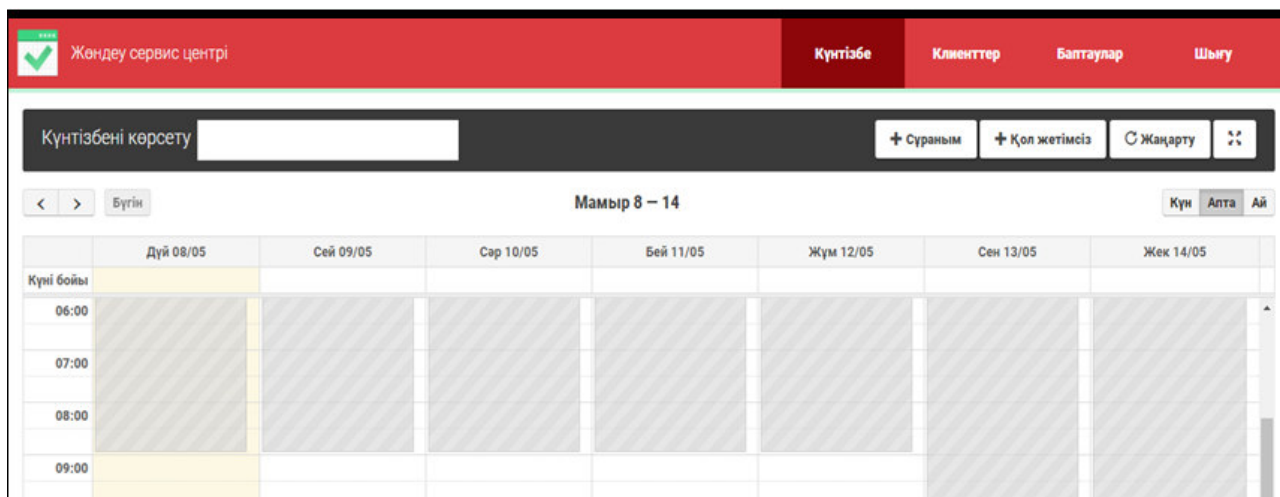 Жөндеу сервис центрі Күнтізбе Клиенттер Баптаулар Шығу
Күнтізбені көрсету + Сұраным + Қол жетімсіз Жаңарту
< > Бүгін Мамыр 8 — 14 Күн Апта Ай
Дүй 08/05 Сей 09/05 Сәр 10/05 Бей 11/05 Жұм 12/05 Сен 13/05 Жек 14/05
Күні бойы
06:00
07:00
08:00
09:00